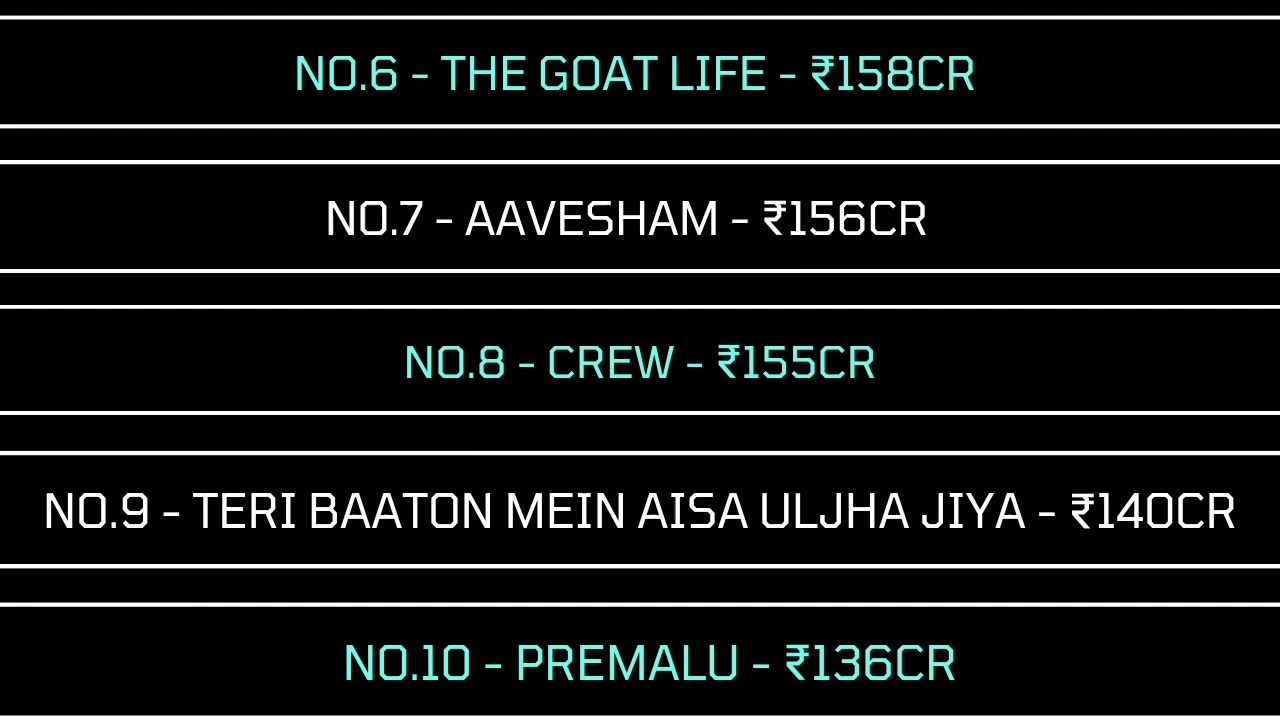 NO.6 - THE GOAT LIFE - ₹158CR
NO.7 - AAVESHAM - ₹156CR
NO.8 - CREW - ₹155CR
NO.9 - TERI BAATON MEIN AISA ULJHA JIYA - ₹140CR
NO.10 - PREMALU - ₹136CR